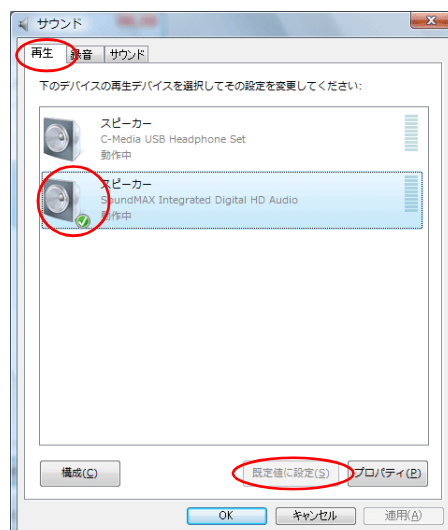 サウンド
再生 録音 サウンド
下のデバイスの再生デバイスを選択してその設定を変更してください:
スピーカー
C-Media USB Headphone Set
動作中
スピーカー
SoundMAX Integrated Digital HD Audio
動作中
構成(C) 既定値に設定(S) プロパティ(P)
OK キャンセル 適用(A)